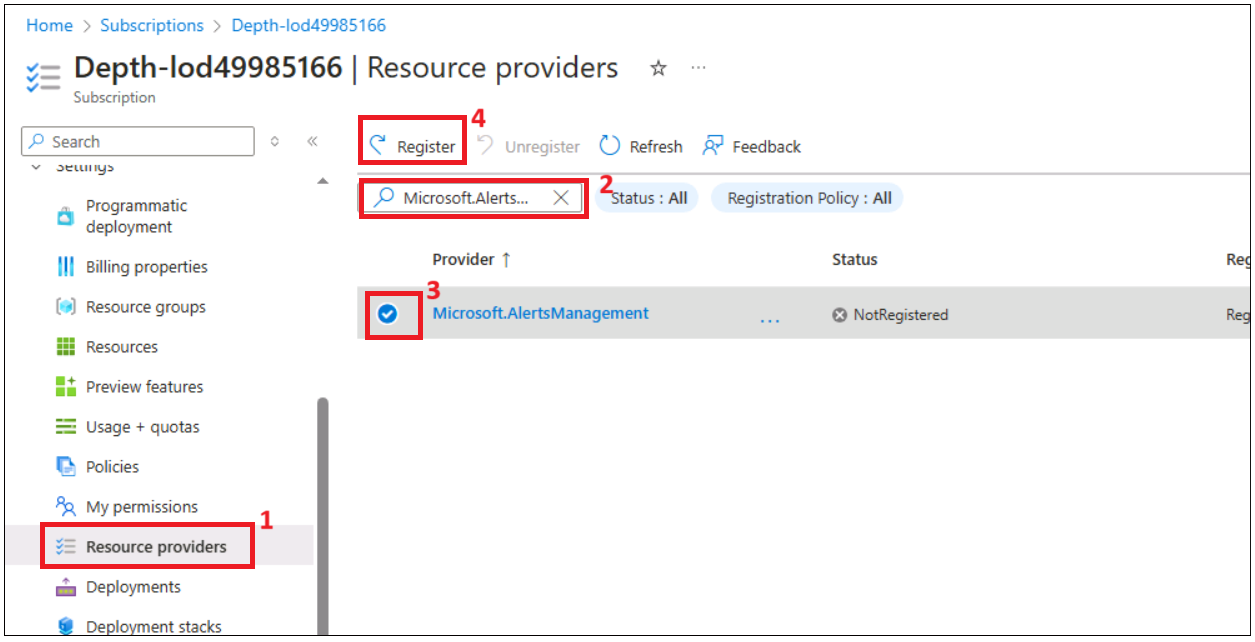 Home > Subscriptions > Depth-lod49985166
Depth-lod49985166 | Resource providers
Subscription
Search
Settings
Programmatic
deployment
Billing properties
Resource groups
Resources
Preview features
Usage + quotas
Policies
My permissions
Resource providers
1
Deployments
Deployment stacks
Register
4
Unregister
Refresh
Feedback
Microsoft.Alerts...
2
Status : All
Registration Policy : All
Provider ↑
Status
Reg
3
Microsoft.AlertsManagement
...
NotRegistered
Reg